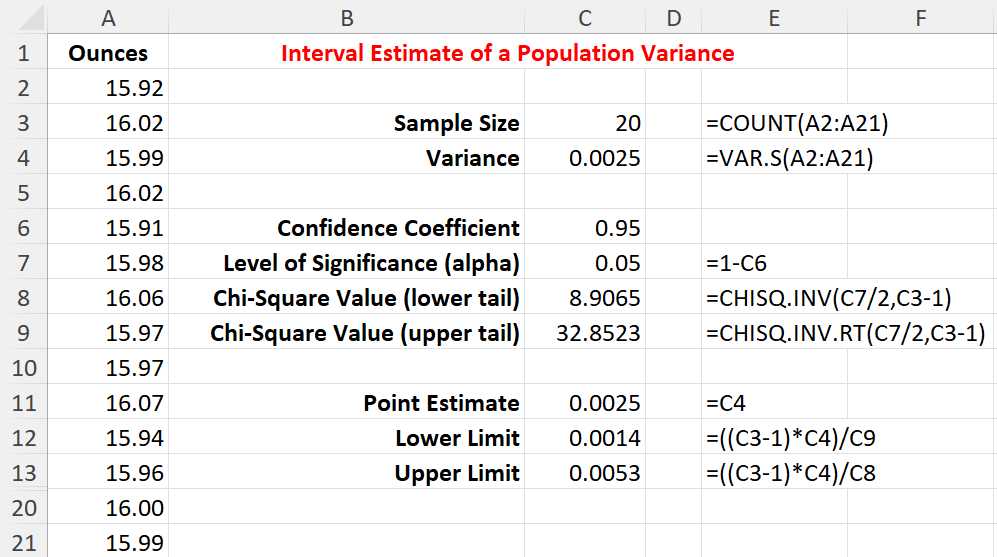 A B C D E F
1 Ounces Interval Estimate of a Population Variance
2 15.92
3 16.02 Sample Size 20 =COUNT(A2:A21)
4 15.99 Variance 0.0025 =VAR.S(A2:A21)
5 16.02
6 15.91 Confidence Coefficient 0.95
7 15.98 Level of Significance (alpha) 0.05 =1-C6
8 16.06 Chi-Square Value (lower tail) 8.9065 =CHISQ.INV(C7/2,C3-1)
9 15.97 Chi-Square Value (upper tail) 32.8523 =CHISQ.INV.RT(C7/2,C3-1)
10 15.97
11 16.07 Point Estimate 0.0025 =C4
12 15.94 Lower Limit 0.0014 =((C3-1)*C4)/C9
13 15.96 Upper Limit 0.0053 =((C3-1)*C4)/C8
20 16.00
21 15.99